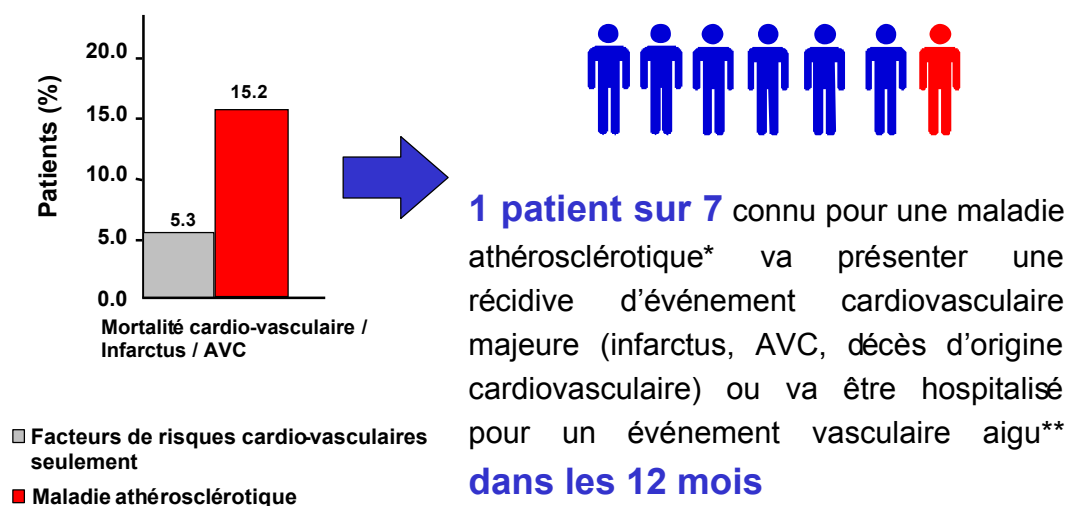 Patients (%)
20.0
15.0
10.0
5.0
0.0
5.3
15.2
Mortalité cardio-vasculaire /
Infarctus / AVC
Facteurs de risques cardio-vasculaires
seulement
Maladie athérosclérotique
1 patient sur 7 connu pour une maladie
athérosclérotique* va présenter une
récidive d’événement cardiovasculaire
majeure (infarctus, AVC, décès d’origine
cardiovasculaire) ou va être hospitalisé
pour un événement vasculaire aigu**
dans les 12 mois